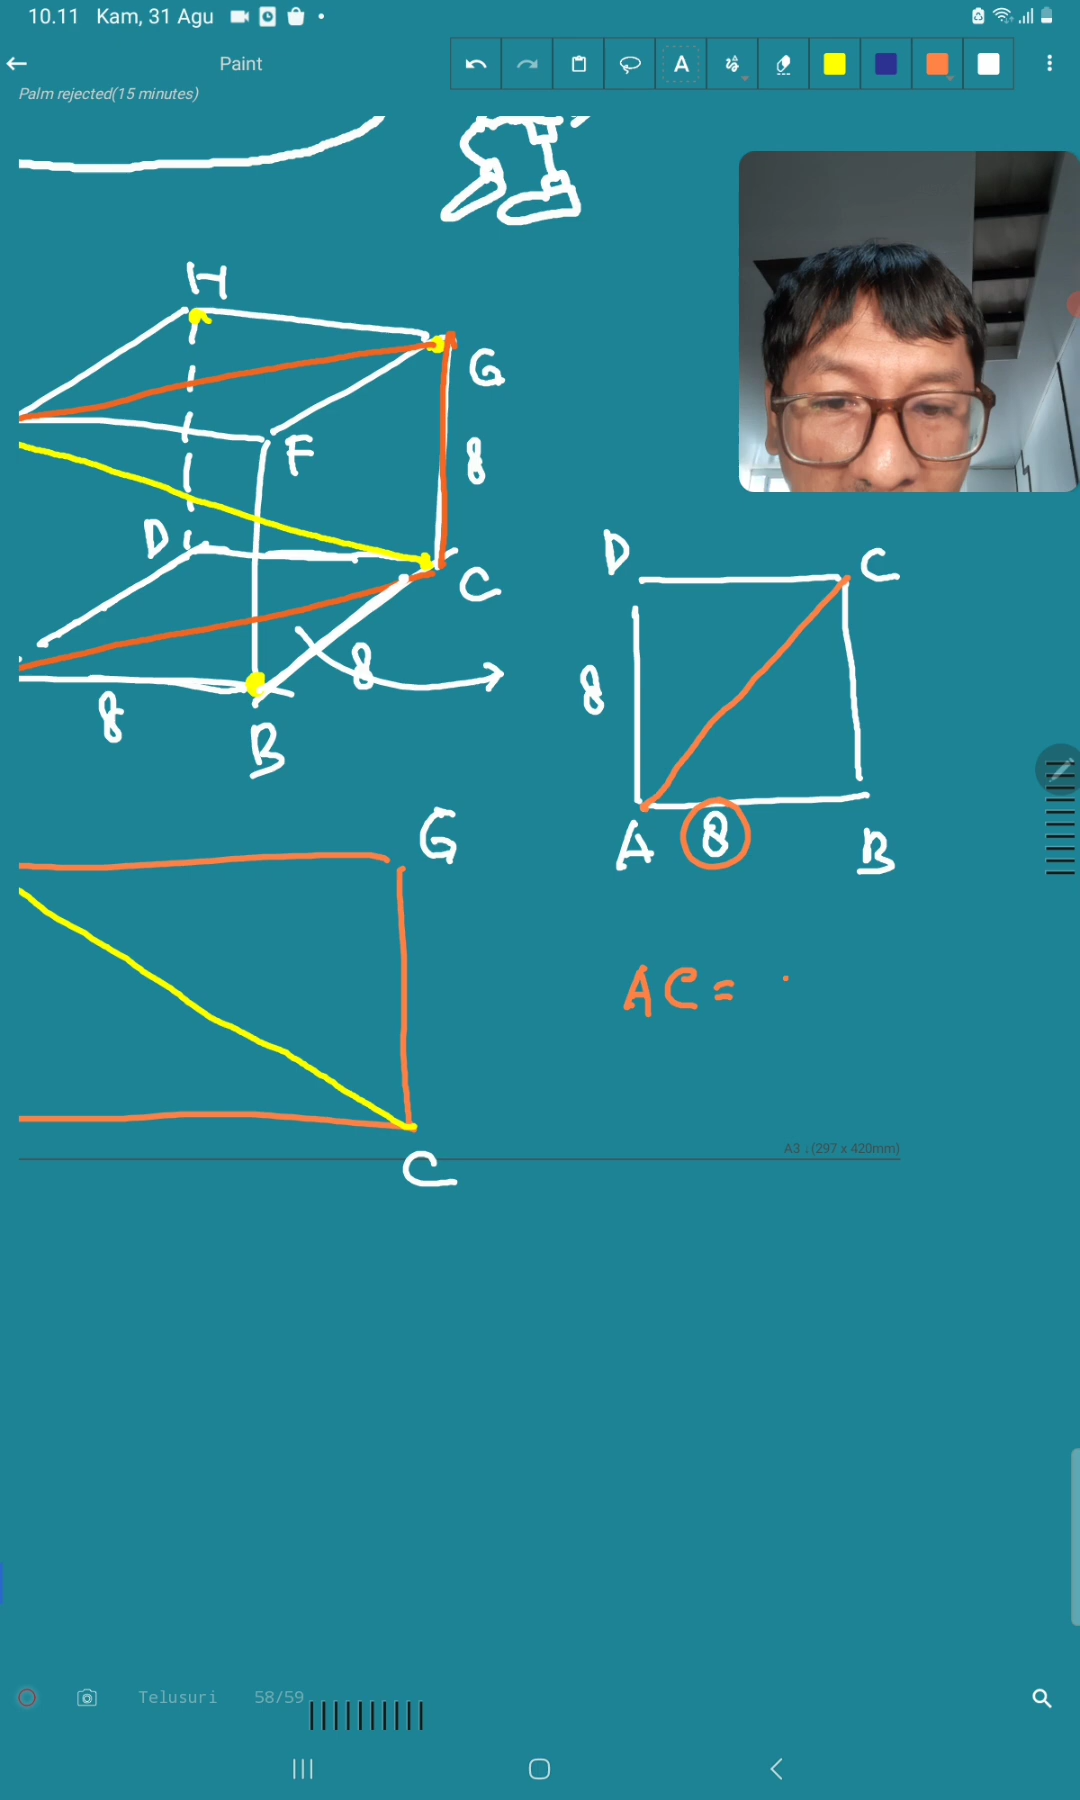 10.11 Kam, 31 Agu
Paint
A
Palm rejected(15 minutes)
H
G
F
8
D
C
8
8
B
D
C
8
A 8 B
G
AC =
A3 : (297 x 420mm)
C
Telusuri 58/59